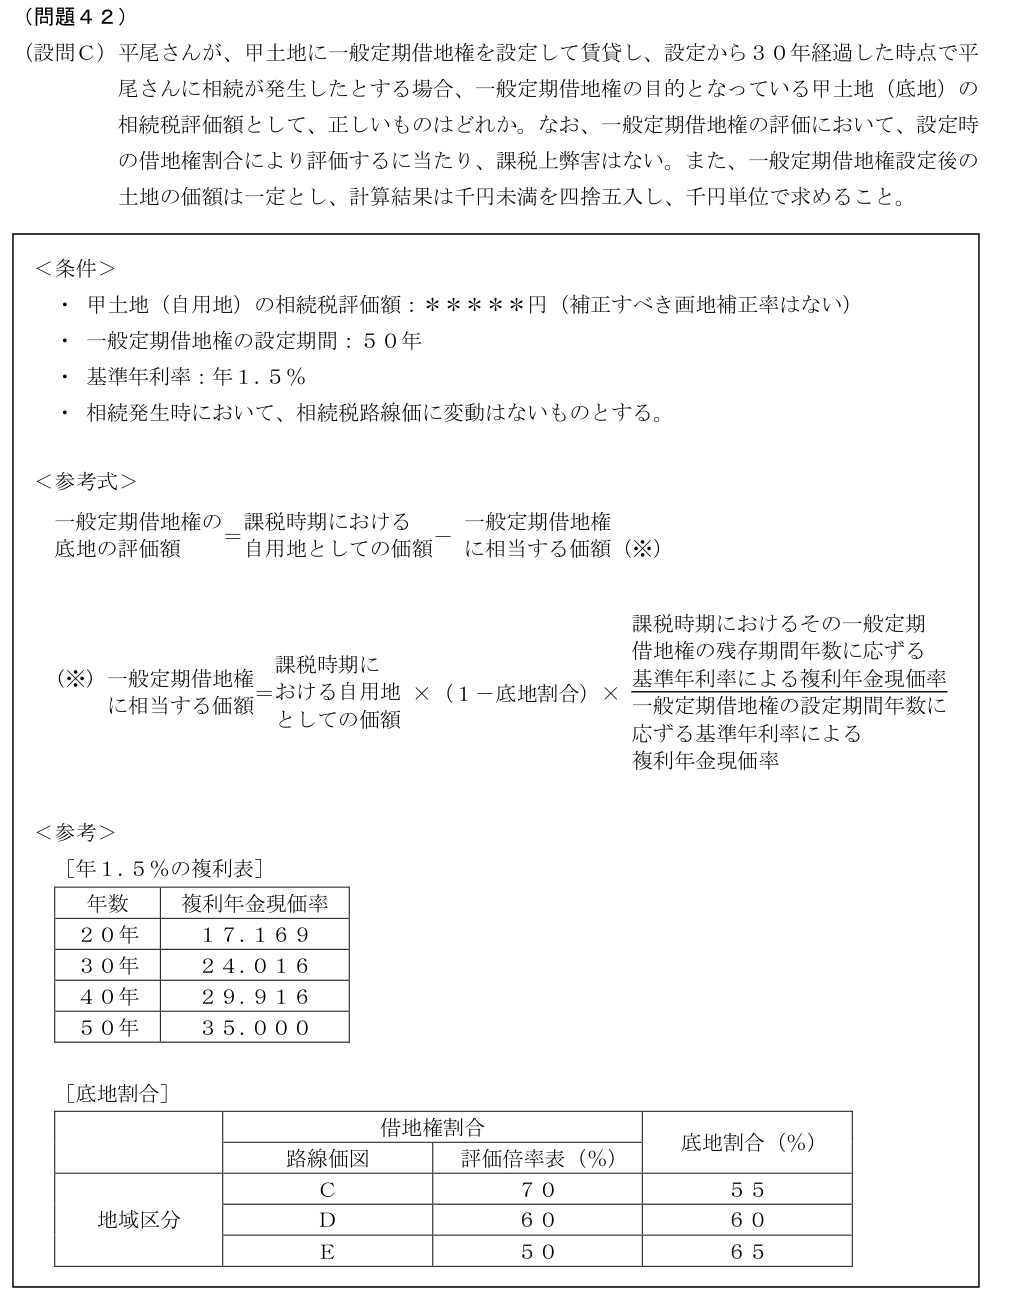 （問題４２）
（設問Ｃ）平尾さんが、甲土地に一般定期借地権を設定して賃貸し、設定から３０年経過した時点で平
尾さんに相続が発生したとする場合、一般定期借地権の目的となっている甲土地（底地）の
相続税評価額として、正しいものはどれか。なお、一般定期借地権の評価において、設定時
の借地権割合により評価するに当たり、課税上弊害はない。また、一般定期借地権設定後の
土地の価額は一定とし、計算結果は千円未満を四捨五入し、千円単位で求めること。
＜条件＞
・ 甲土地（自用地）の相続税評価額：＊＊＊＊＊円（補正すべき画地補正率はない）
・ 一般定期借地権の設定期間：５０年
・ 基準年利率：年１．５％
・ 相続発生時において、相続税路線価に変動はないものとする。
＜参考式＞
一般定期借地権の
底地の評価額
＝
課税時期における
自用地としての価額
－
一般定期借地権
に相当する価額（※）
（※）
一般定期借地権
に相当する価額
＝
課税時期に
おける自用地
としての価額
×（１－底地割合）×
課税時期におけるその一般定期
借地権の残存期間年数に応ずる
基準年利率による複利年金現価率
一般定期借地権の設定期間年数に
応ずる基準年利率による
複利年金現価率
＜参考＞
［年１．５％の複利表］
年数 複利年金現価率
２０年 １７．１６９
３０年 ２４．０１６
４０年 ２９．９１６
５０年 ３５．０００
［底地割合］
借地権割合 底地割合（％）
路線価図 評価倍率表（％）
地域区分
Ｃ ７０ ５５
Ｄ ６０ ６０
Ｅ ５０ ６５